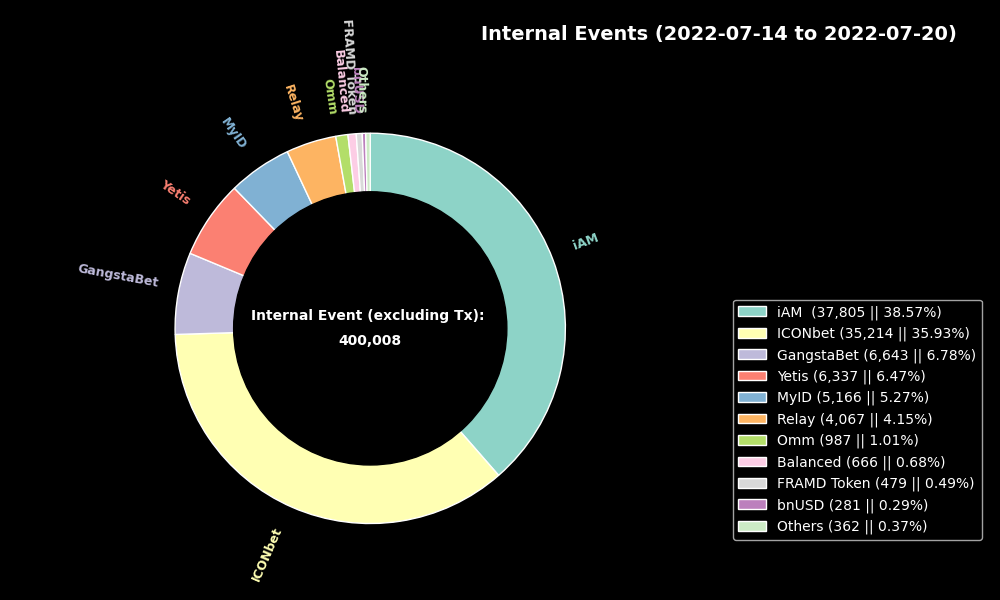 Internal Events (2022-07-14 to 2022-07-20)
FRAMD Token
Balanced
bnUSD
Others
Omm
Relay
MyID
Yetis
GangstaBet
iAM
ICONbet
Internal Event (excluding Tx):
400,008
iAM  (37,805 || 38.57%)
ICONbet (35,214 || 35.93%)
GangstaBet (6,643 || 6.78%)
Yetis (6,337 || 6.47%)
MyID (5,166 || 5.27%)
Relay (4,067 || 4.15%)
Omm (987 || 1.01%)
Balanced (666 || 0.68%)
FRAMD Token (479 || 0.49%)
bnUSD (281 || 0.29%)
Others (362 || 0.37%)